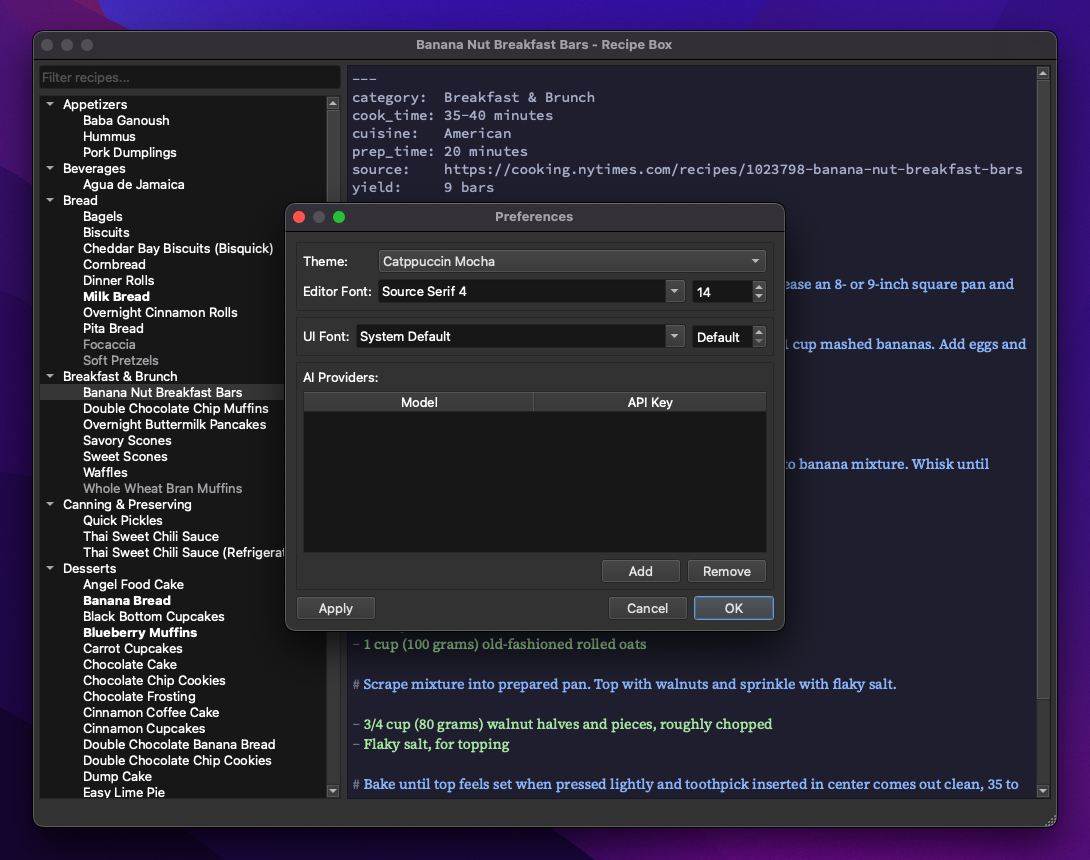 Banana Nut Breakfast Bars - Recipe Box
Filter recipes...
Appetizers
Baba Ganoush
Hummus
Pork Dumplings
Beverages
Agua de Jamaica
Bread
Bagels
Biscuits
Cheddar Bay Biscuits (Bisquick)
Cornbread
Dinner Rolls
Milk Bread
Overnight Cinnamon Rolls
Pita Bread
Focaccia
Soft Pretzels
Breakfast & Brunch
Banana Nut Breakfast Bars
Double Chocolate Chip Muffins
Overnight Buttermilk Pancakes
Savory Scones
Sweet Scones
Waffles
Whole Wheat Bran Muffins
Canning & Preserving
Quick Pickles
Thai Sweet Chili Sauce
Thai Sweet Chili Sauce (Refrigerat
Desserts
Angel Food Cake
Banana Bread
Black Bottom Cupcakes
Blueberry Muffins
Carrot Cupcakes
Chocolate Cake
Chocolate Chip Cookies
Chocolate Frosting
Cinnamon Coffee Cake
Cinnamon Cupcakes
Double Chocolate Banana Bread
Double Chocolate Chip Cookies
Dump Cake
Easy Lime Pie
---
category: Breakfast & Brunch
cook_time: 35-40 minutes
cuisine: American
prep_time: 20 minutes
source: https://cooking.nytimes.com/recipes/1023798-banana-nut-breakfast-bars
yield: 9 bars
ease an 8- or 9-inch square pan and
1 cup mashed bananas. Add eggs and
to banana mixture. Whisk until
- 1 cup (100 grams) old-fashioned rolled oats
# Scrape mixture into prepared pan. Top with walnuts and sprinkle with flaky salt.
- 3/4 cup (80 grams) walnut halves and pieces, roughly chopped
- Flaky salt, for topping
# Bake until top feels set when pressed lightly and toothpick inserted in center comes out clean, 35 to
Preferences
Theme: Catppuccin Mocha
Editor Font: Source Serif 4 14
UI Font: System Default Default
AI Providers:
Model API Key
Add Remove
Apply Cancel OK